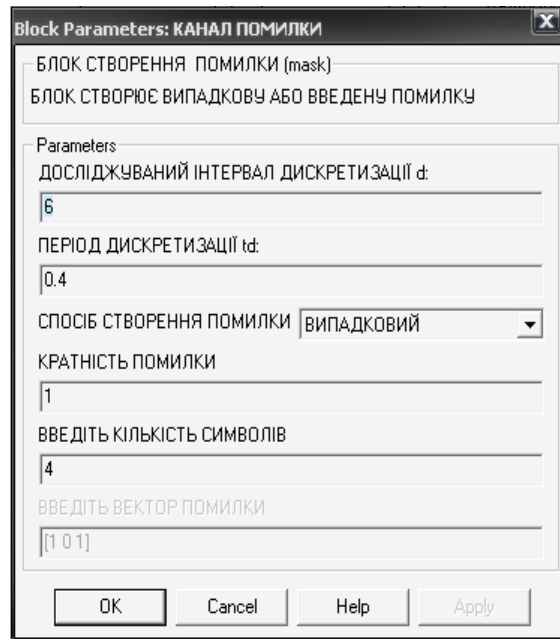 Block Parameters: КАНАЛ ПОМИЛКИ
БЛОК СТВОРЕННЯ ПОМИЛКИ (mask)
БЛОК СТВОРЮЄ ВИПАДКОВУ АБО ВВЕДЕНУ ПОМИЛКУ
Parameters
ДОСЛІДЖУВАНИЙ ІНТЕРВАЛ ДИСКРЕТИЗАЦІЇ d:
6
ПЕРІОД ДИСКРЕТИЗАЦІЇ td:
0.4
СПОСІБ СТВОРЕННЯ ПОМИЛКИ ВИПАДКОВИЙ
КРАТНІСТЬ ПОМИЛКИ
1
ВВЕДІТЬ КІЛЬКІСТЬ СИМВОЛІВ
4
ВВЕДІТЬ ВЕКТОР ПОМИЛКИ
[1 0 1]
OK Cancel Help Apply